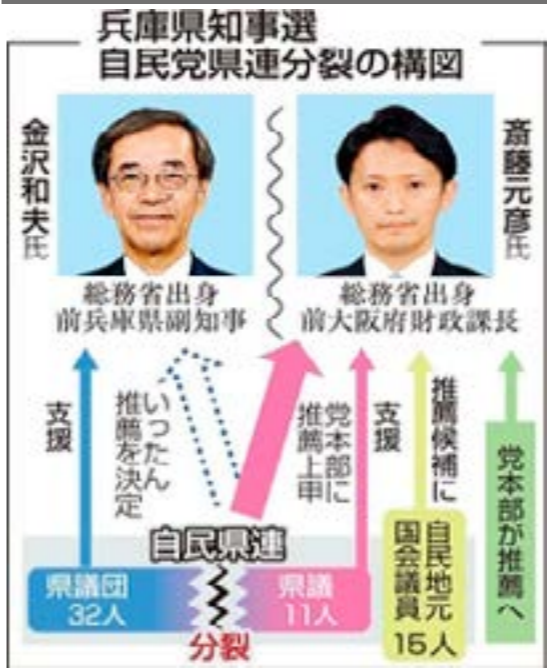 兵庫県知事選
自民党県連分裂の構図
金沢和夫氏
斎藤元彦氏
総務省出身
前兵庫県副知事
総務省出身
前大阪府財政課長
支援
いったん
推薦を決定
党本部に
推薦上申
支援
推薦候補に
党本部が推薦へ
自民県連
県議団
32人
県議
11人
分裂
自民地元
国会議員
15人